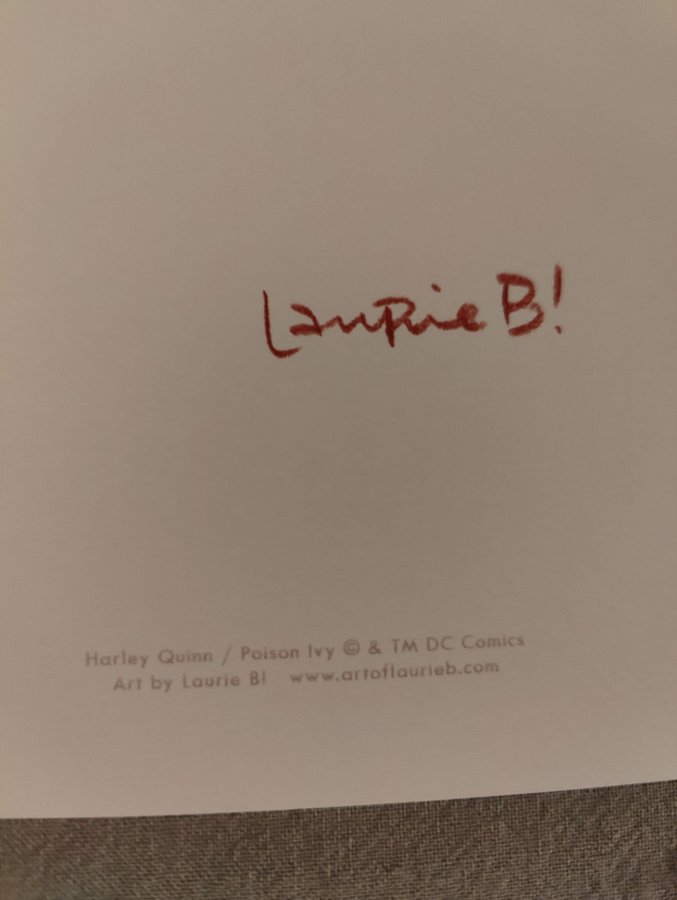 Laurie B!
Harley Quinn / Poison Ivy © & TM DC Comics
Art by Laurie B! www.artoflaurieb.com